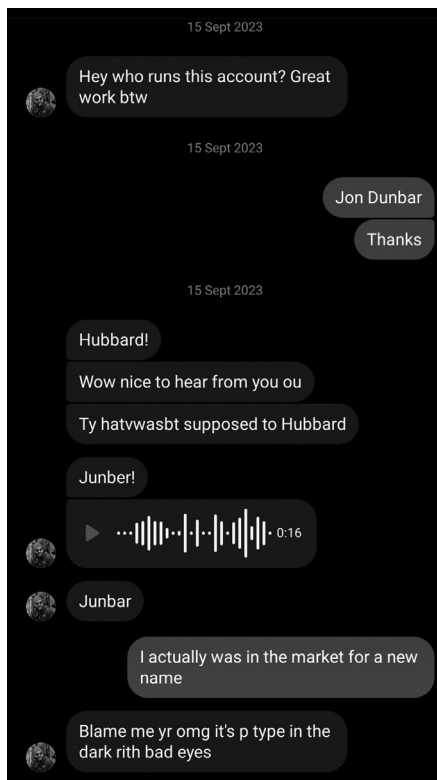 15 Sept 2023
Hey who runs this account? Great
work btw
15 Sept 2023
Jon Dunbar
Thanks
15 Sept 2023
Hubbard!
Wow nice to hear from you ou
Ty hatvwasbt supposed to Hubbard
Junber!
0:16
Junbar
I actually was in the market for a new
name
Blame me yr omg it's p type in the
dark rith bad eyes